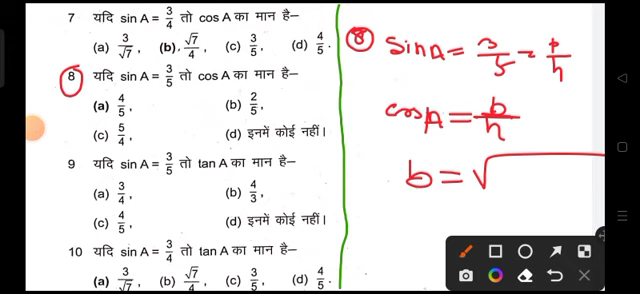 7 यदि sin A = 3/4 तो cos A का मान है–
(a) 3/√7, (b). √7/4 (c) 3/5, (d) 4/5.
8 यदि sin A = 3/5 तो cos A का मान है–
(a) 4/5, (b) 2/5,
(c) 5/4, (d) इनमें कोई नहीं।
9 यदि sin A = 3/5 तो tan A का मान है–
(a) 3/4, (b) 4/3,
(c) 4/5, (d) इनमें कोई नहीं।
10 यदि sin A = 3/4 तो tan A का मान है–
(a) 3/√7, (b) √7/4 (c) 3/5, (d) 4/5.
8 sin A = 3/5 = p/h
cos A = b/h
b = √